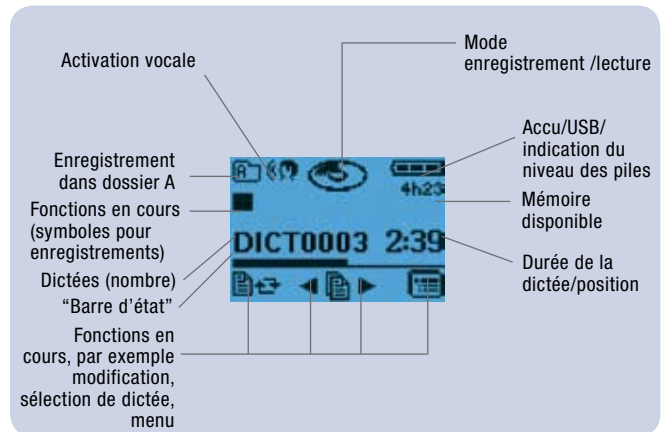 Activation vocale
Mode
enregistrement /lecture
Enregistrement
dans dossier A
Fonctions en cours
(symboles pour
enregistrements)
Dictées (nombre)
“Barre d’état”
Fonctions en
cours, par exemple
modification,
sélection de dictée,
menu
A
4h23
DICT0003 2:39
Accu/USB/
indication du
niveau des piles
Mémoire
disponible
Durée de la
dictée/position